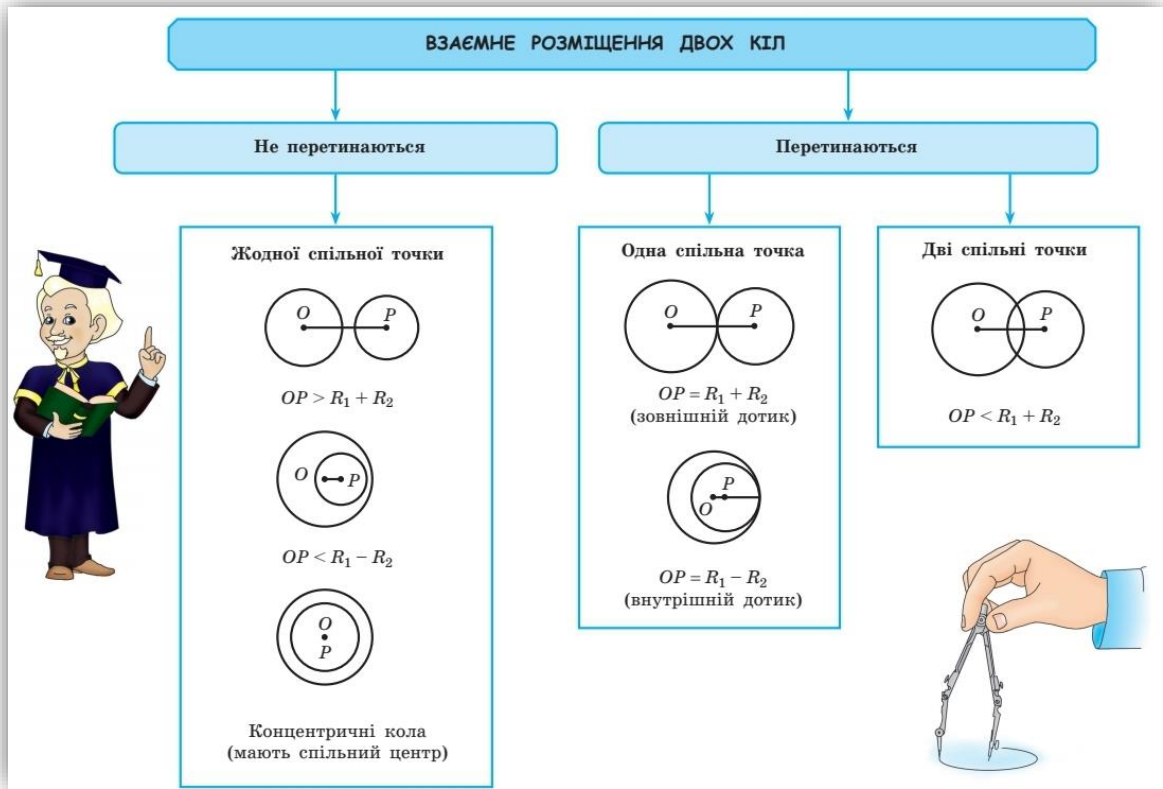 ВЗАЄМНЕ РОЗМІЩЕННЯ ДВОХ КІЛ
Не перетинаються
Перетинаються
Жодної спільної точки
O P
OP > R₁ + R₂
O P
OP < R₁ − R₂
O
P
Концентричні кола
(мають спільний центр)
Одна спільна точка
O P
OP = R₁ + R₂
(зовнішній дотик)
P
O
OP = R₁ − R₂
(внутрішній дотик)
Дві спільні точки
O P
OP < R₁ + R₂